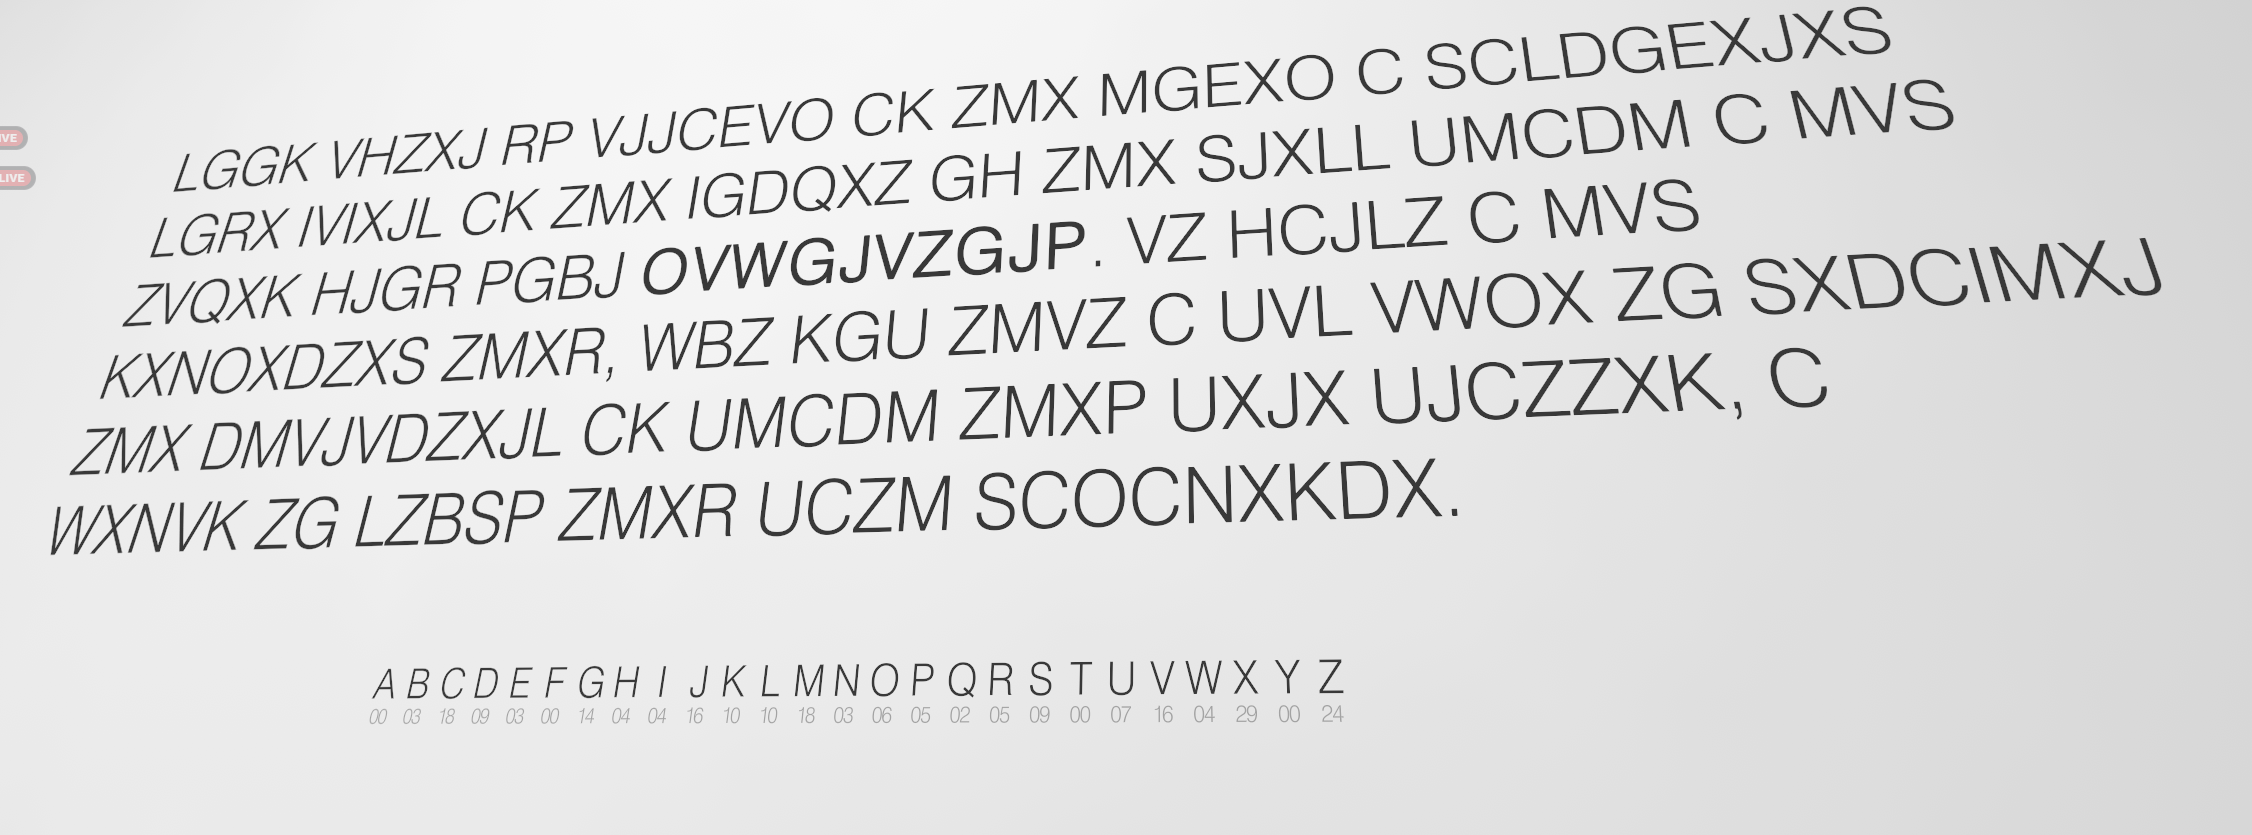 LGGK VHZXJ RP VJJCEVO CK ZMX MGEXO C SCLDGEXJXS
LGRX IVIXJL CK ZMX IGDQXZ GH ZMX SJXLL UMCDM C MVS
ZVQXK HJGR PGBJ OVWGJVZGJP. VZ HCJLZ C MVS
KXNOXDZXS ZMXR, WBZ KGU ZMVZ C UVL VWOX ZG SXDCIMXJ
ZMX DMVJVDZXJL CK UMCDM ZMXP UXJX UJCZZXK, C
WXNVK ZG LZBSP ZMXR UCZM SCOCNXKDX.
IVE
LIVE
A B C D E F G H I J K L M N O P Q R S T U V W X Y Z
00 03 18 09 03 00 14 04 04 16 10 10 18 03 06 05 02 05 09 00 07 16 04 29 00 24